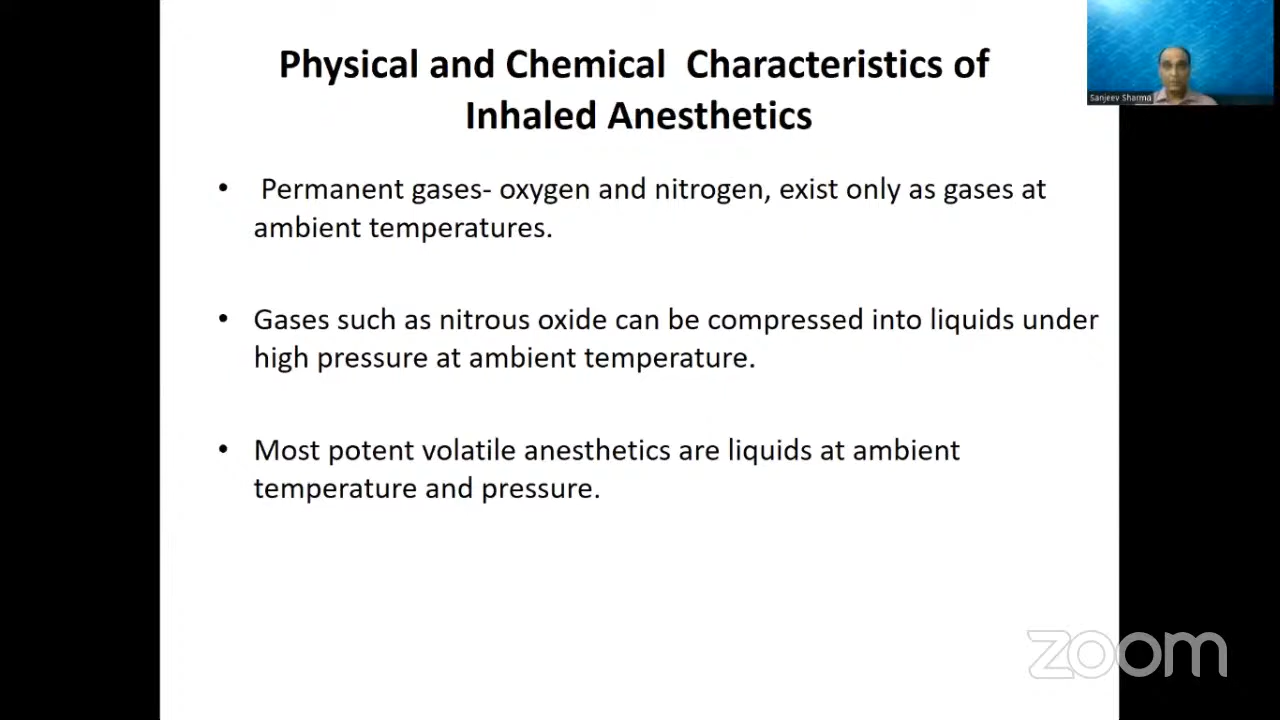 Physical and Chemical Characteristics of
Inhaled Anesthetics
Sanjeev Sharma
• Permanent gases- oxygen and nitrogen, exist only as gases at
ambient temperatures.
• Gases such as nitrous oxide can be compressed into liquids under
high pressure at ambient temperature.
• Most potent volatile anesthetics are liquids at ambient
temperature and pressure.
zoom